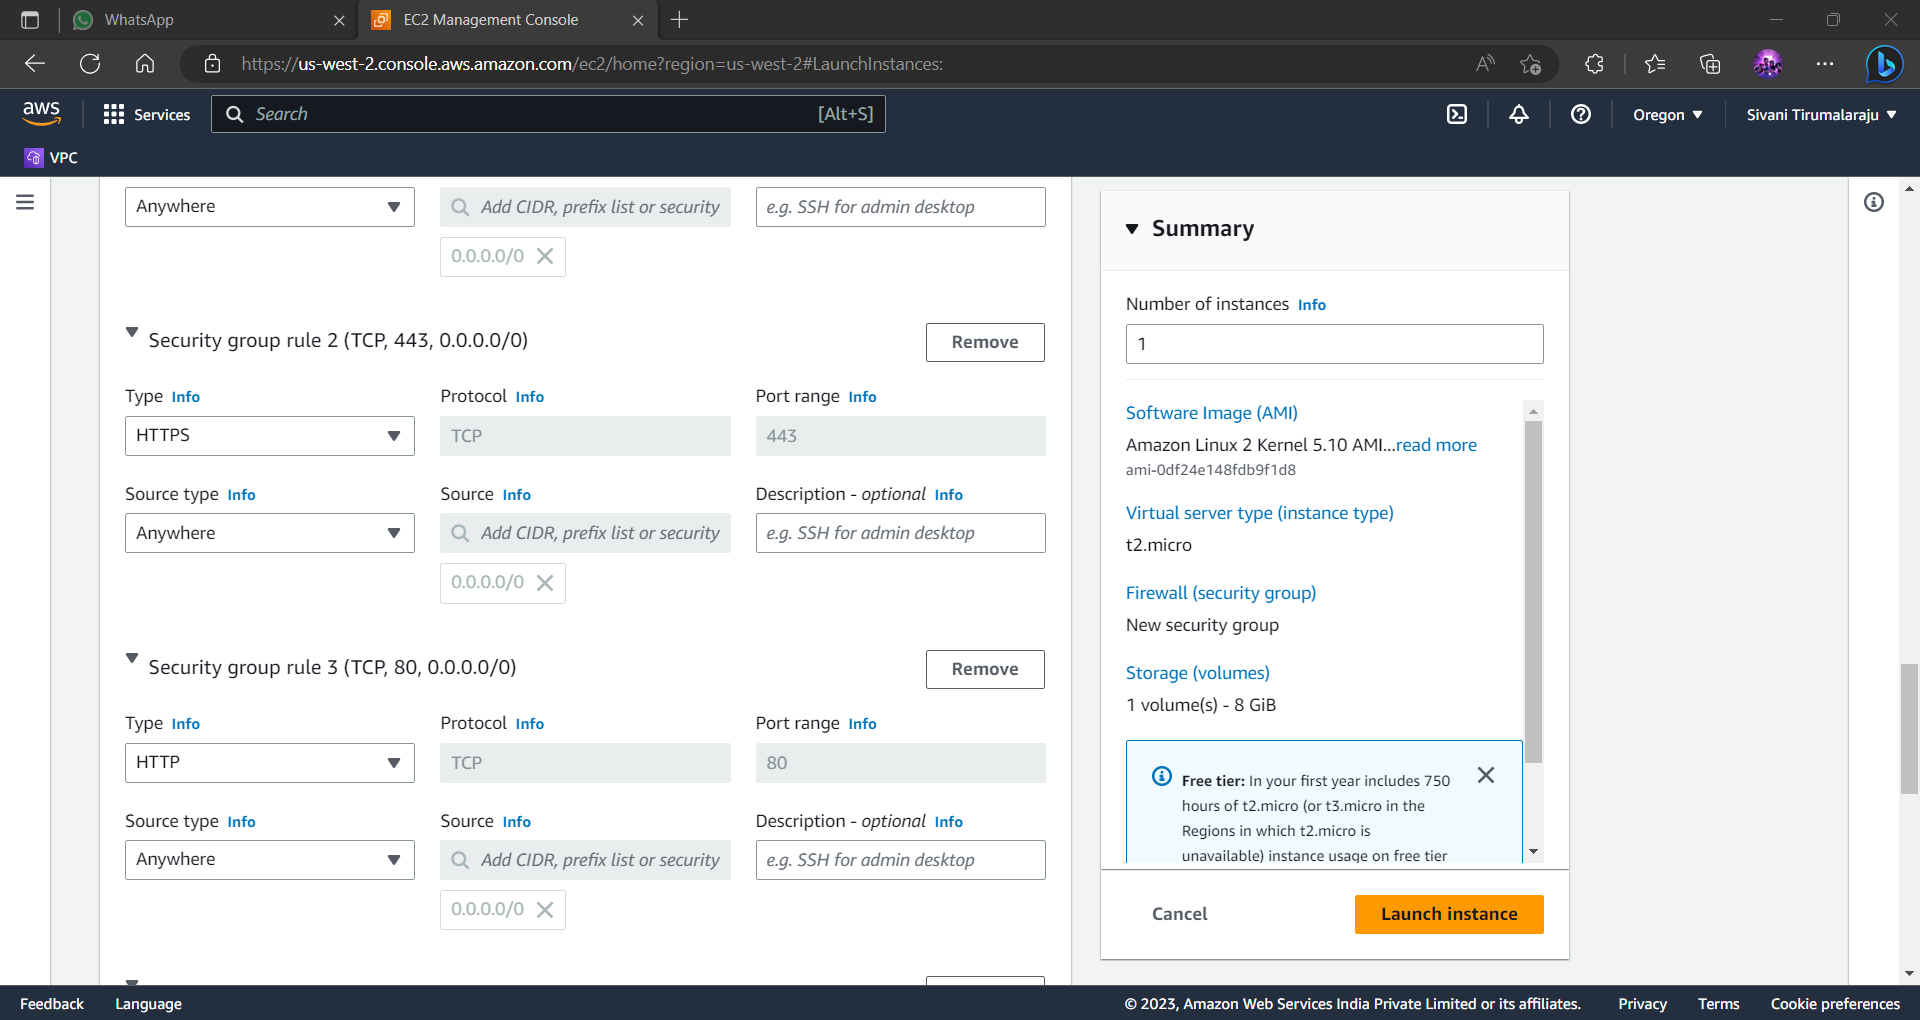 WhatsApp
EC2 Management Console
https://us-west-2.console.aws.amazon.com/ec2/home?region=us-west-2#LaunchInstances:
aws
Services
Search
[Alt+S]
Oregon
Sivani Tirumalaraju
VPC
Anywhere
Add CIDR, prefix list or security
e.g. SSH for admin desktop
0.0.0.0/0
Security group rule 2 (TCP, 443, 0.0.0.0/0)
Remove
Type Info
Protocol Info
Port range Info
HTTPS
TCP
443
Source type Info
Source Info
Description - optional Info
Anywhere
Add CIDR, prefix list or security
e.g. SSH for admin desktop
0.0.0.0/0
Security group rule 3 (TCP, 80, 0.0.0.0/0)
Remove
Type Info
Protocol Info
Port range Info
HTTP
TCP
80
Source type Info
Source Info
Description - optional Info
Anywhere
Add CIDR, prefix list or security
e.g. SSH for admin desktop
0.0.0.0/0
Summary
Number of instances Info
1
Software Image (AMI)
Amazon Linux 2 Kernel 5.10 AMI...read more
ami-0df24e148fdb9f1d8
Virtual server type (instance type)
t2.micro
Firewall (security group)
New security group
Storage (volumes)
1 volume(s) - 8 GiB
Free tier: In your first year includes 750
hours of t2.micro (or t3.micro in the
Regions in which t2.micro is
unavailable) instance usage on free tier
Cancel
Launch instance
Feedback
Language
© 2023, Amazon Web Services India Private Limited or its affiliates.
Privacy
Terms
Cookie preferences